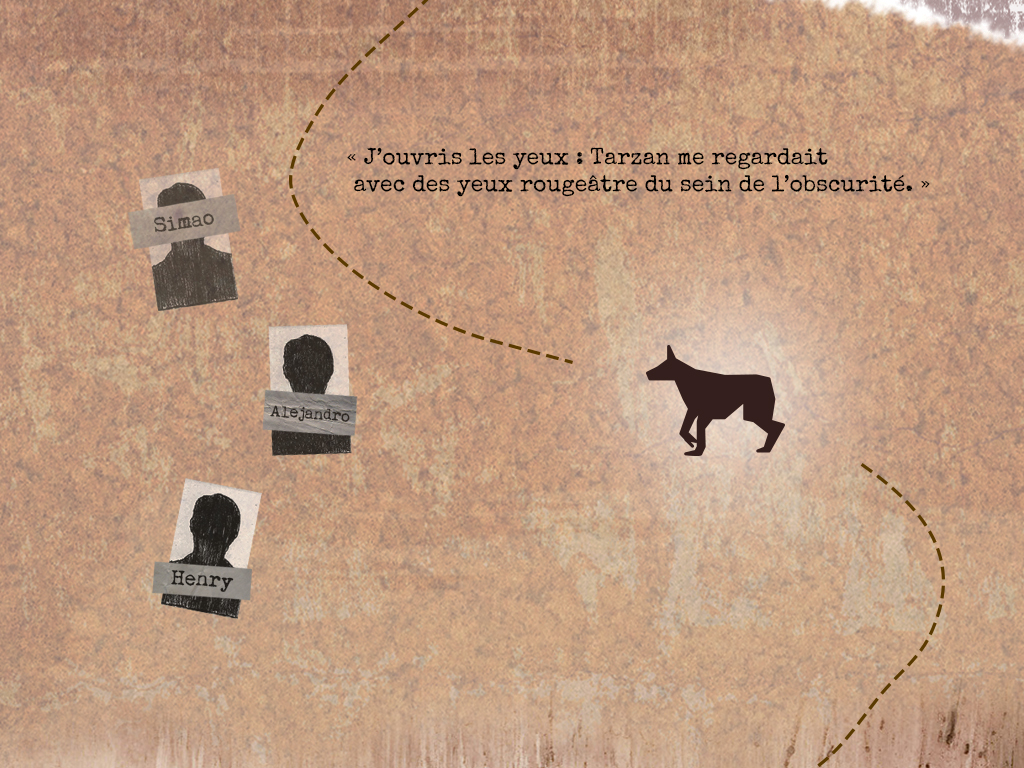 « J’ouvris les yeux : Tarzan me regardait
avec des yeux rougeâtre du sein de l’obscurité. »
Simao
Alejandro
Henry